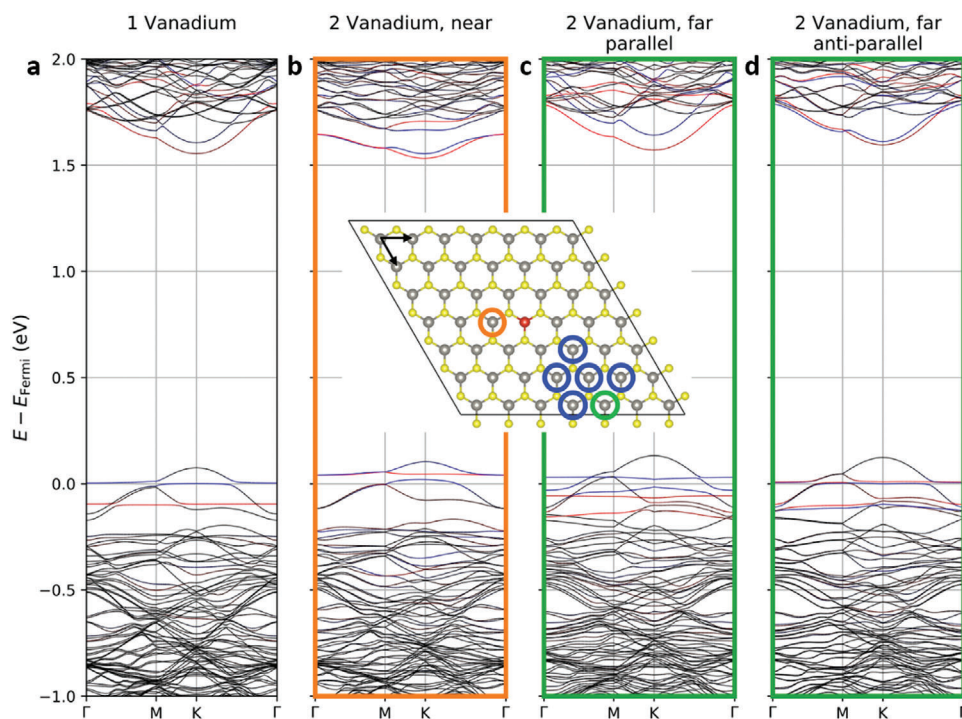 1 Vanadium
2 Vanadium, near
2 Vanadium, far
parallel
2 Vanadium, far
anti-parallel
a
b
c
d
2.0
1.5
1.0
0.5
0.0
−0.5
−1.0
E − E_Fermi (eV)
Γ M K Γ
Γ M K Γ
Γ M K Γ
Γ M K Γ